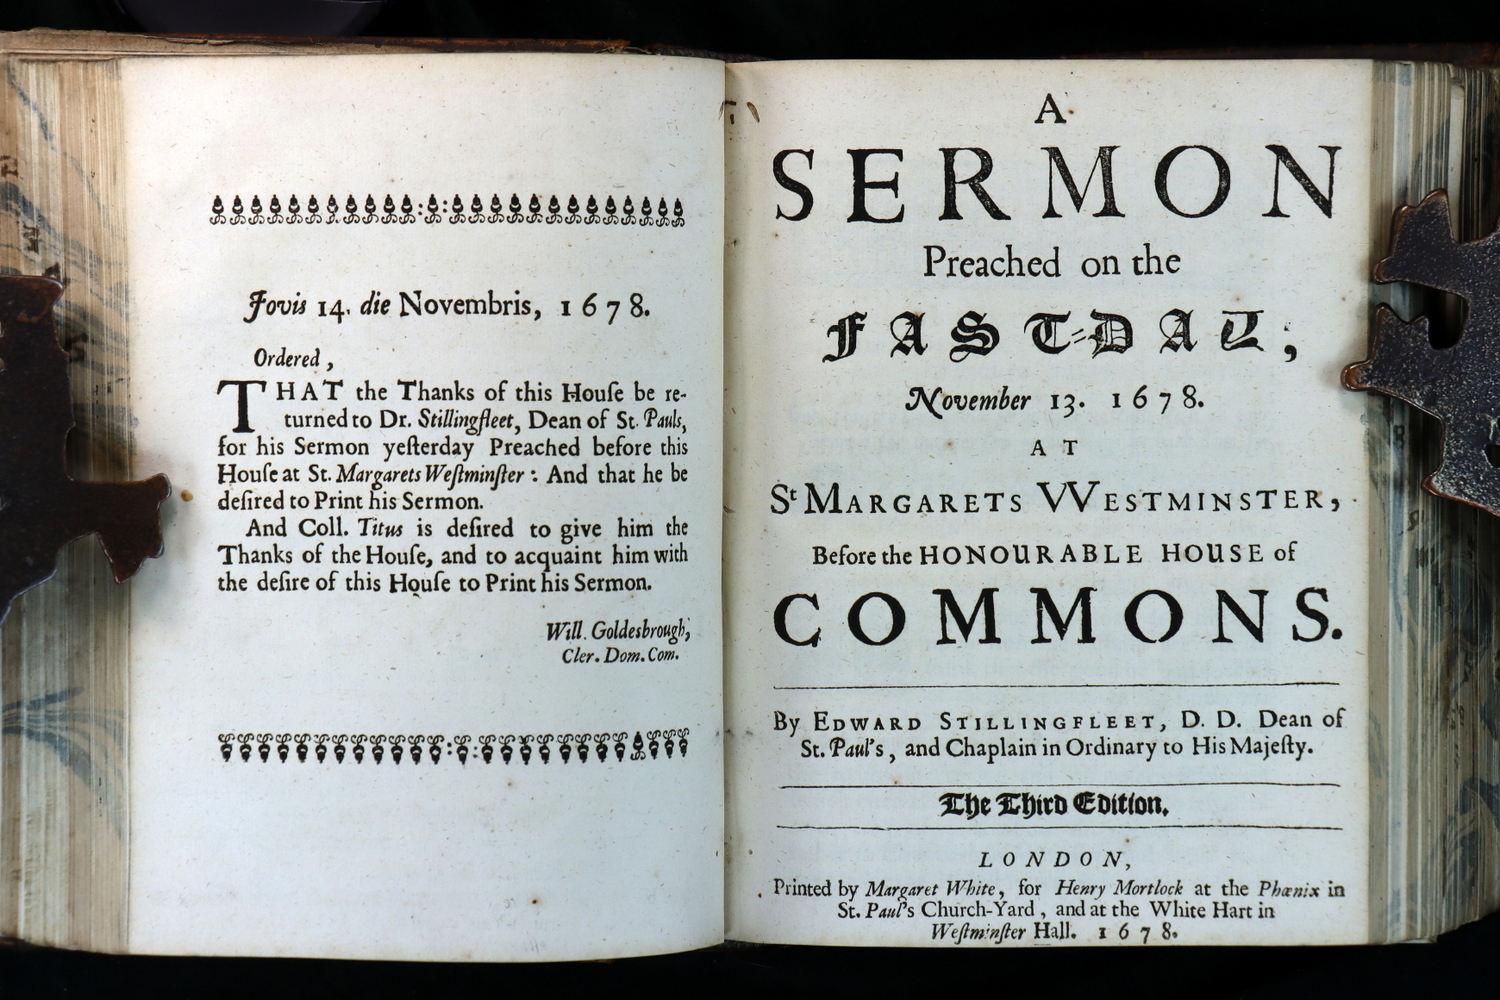 Jovis 14. die Novembris, 1678.
Ordered,
THAT the Thanks of this Houſe be re-
turned to Dr. Stillingfleet, Dean of St. Pauls,
for his Sermon yeſterday Preached before this
Houſe at St. Margarets Weſtminſter: And that he be
deſired to Print his Sermon.
And Coll. Titus is deſired to give him the
Thanks of the Houſe, and to acquaint him with
the deſire of this Houſe to Print his Sermon.
Will. Goldesbrough,
Cler. Dom. Com.
A
SERMON
Preached on the
FAST-DAY;
November 13. 1678.
AT
St MARGARETS VVESTMINSTER,
Before the HONOURABLE HOUSE of
COMMONS.
By EDWARD STILLINGFLEET, D. D. Dean of
St. Paul's, and Chaplain in Ordinary to His Majeſty.
The Third Edition.
LONDON,
Printed by Margaret White, for Henry Mortlock at the Phœnix in
St. Paul's Church-Yard, and at the White Hart in
Weſtminſter Hall. 1678.